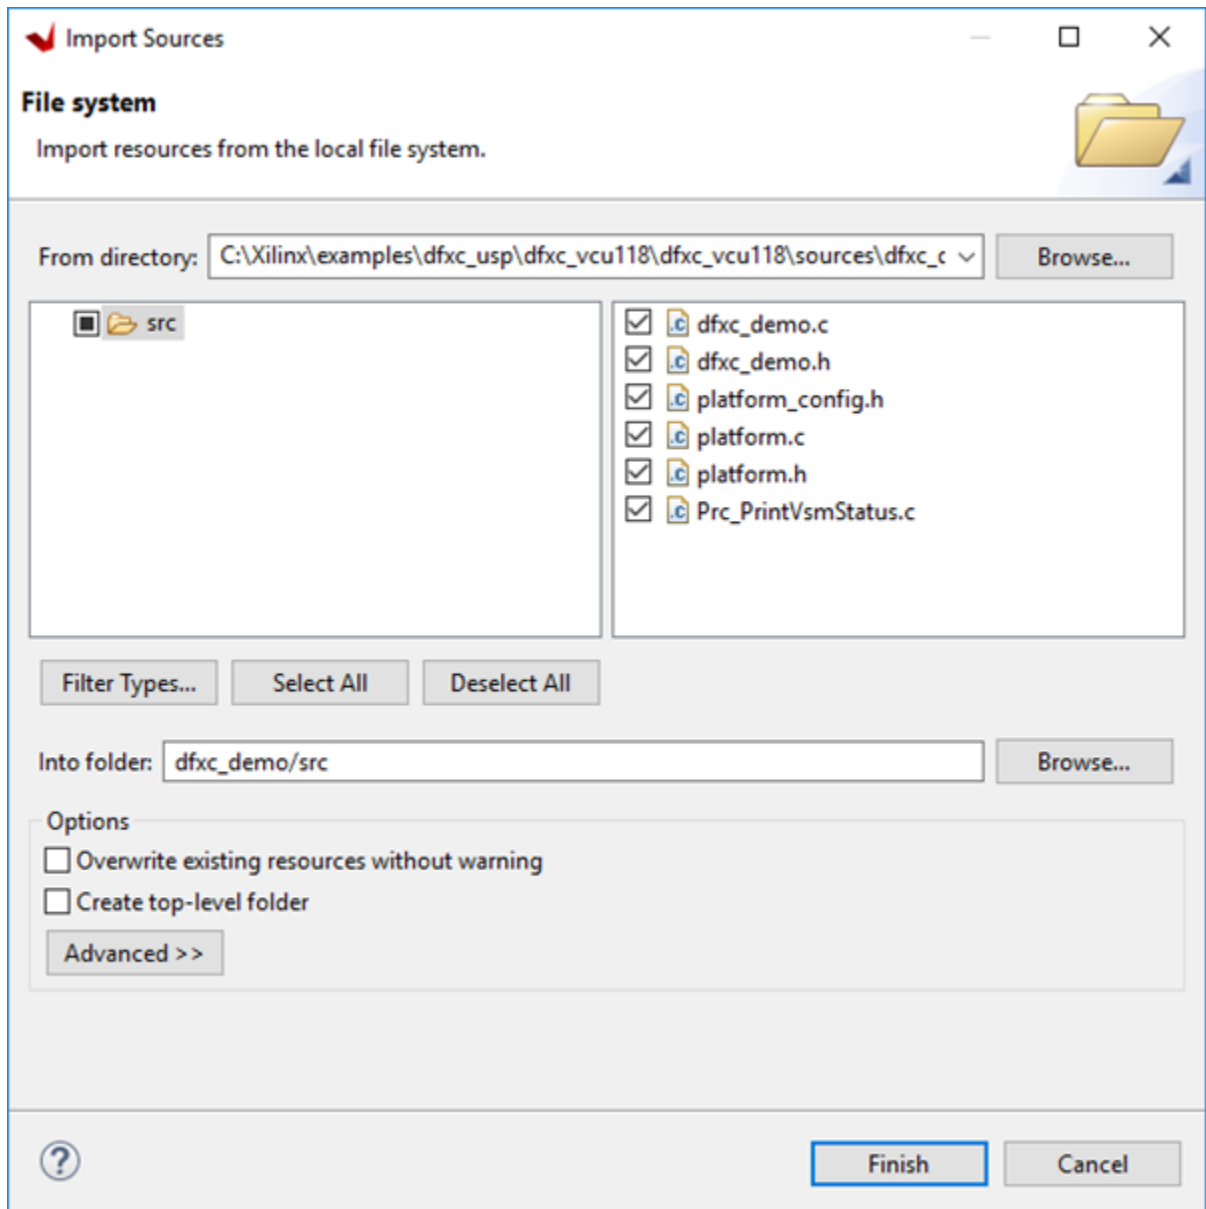 Import Sources
File system
Import resources from the local file system.
From directory: C:\Xilinx\examples\dfxc_usp\dfxc_vcu118\dfxc_vcu118\sources\dfxc_c Browse...
src
dfxc_demo.c
dfxc_demo.h
platform_config.h
platform.c
platform.h
Prc_PrintVsmStatus.c
Filter Types... Select All Deselect All
Into folder: dfxc_demo/src Browse...
Options
Overwrite existing resources without warning
Create top-level folder
Advanced >>
Finish Cancel